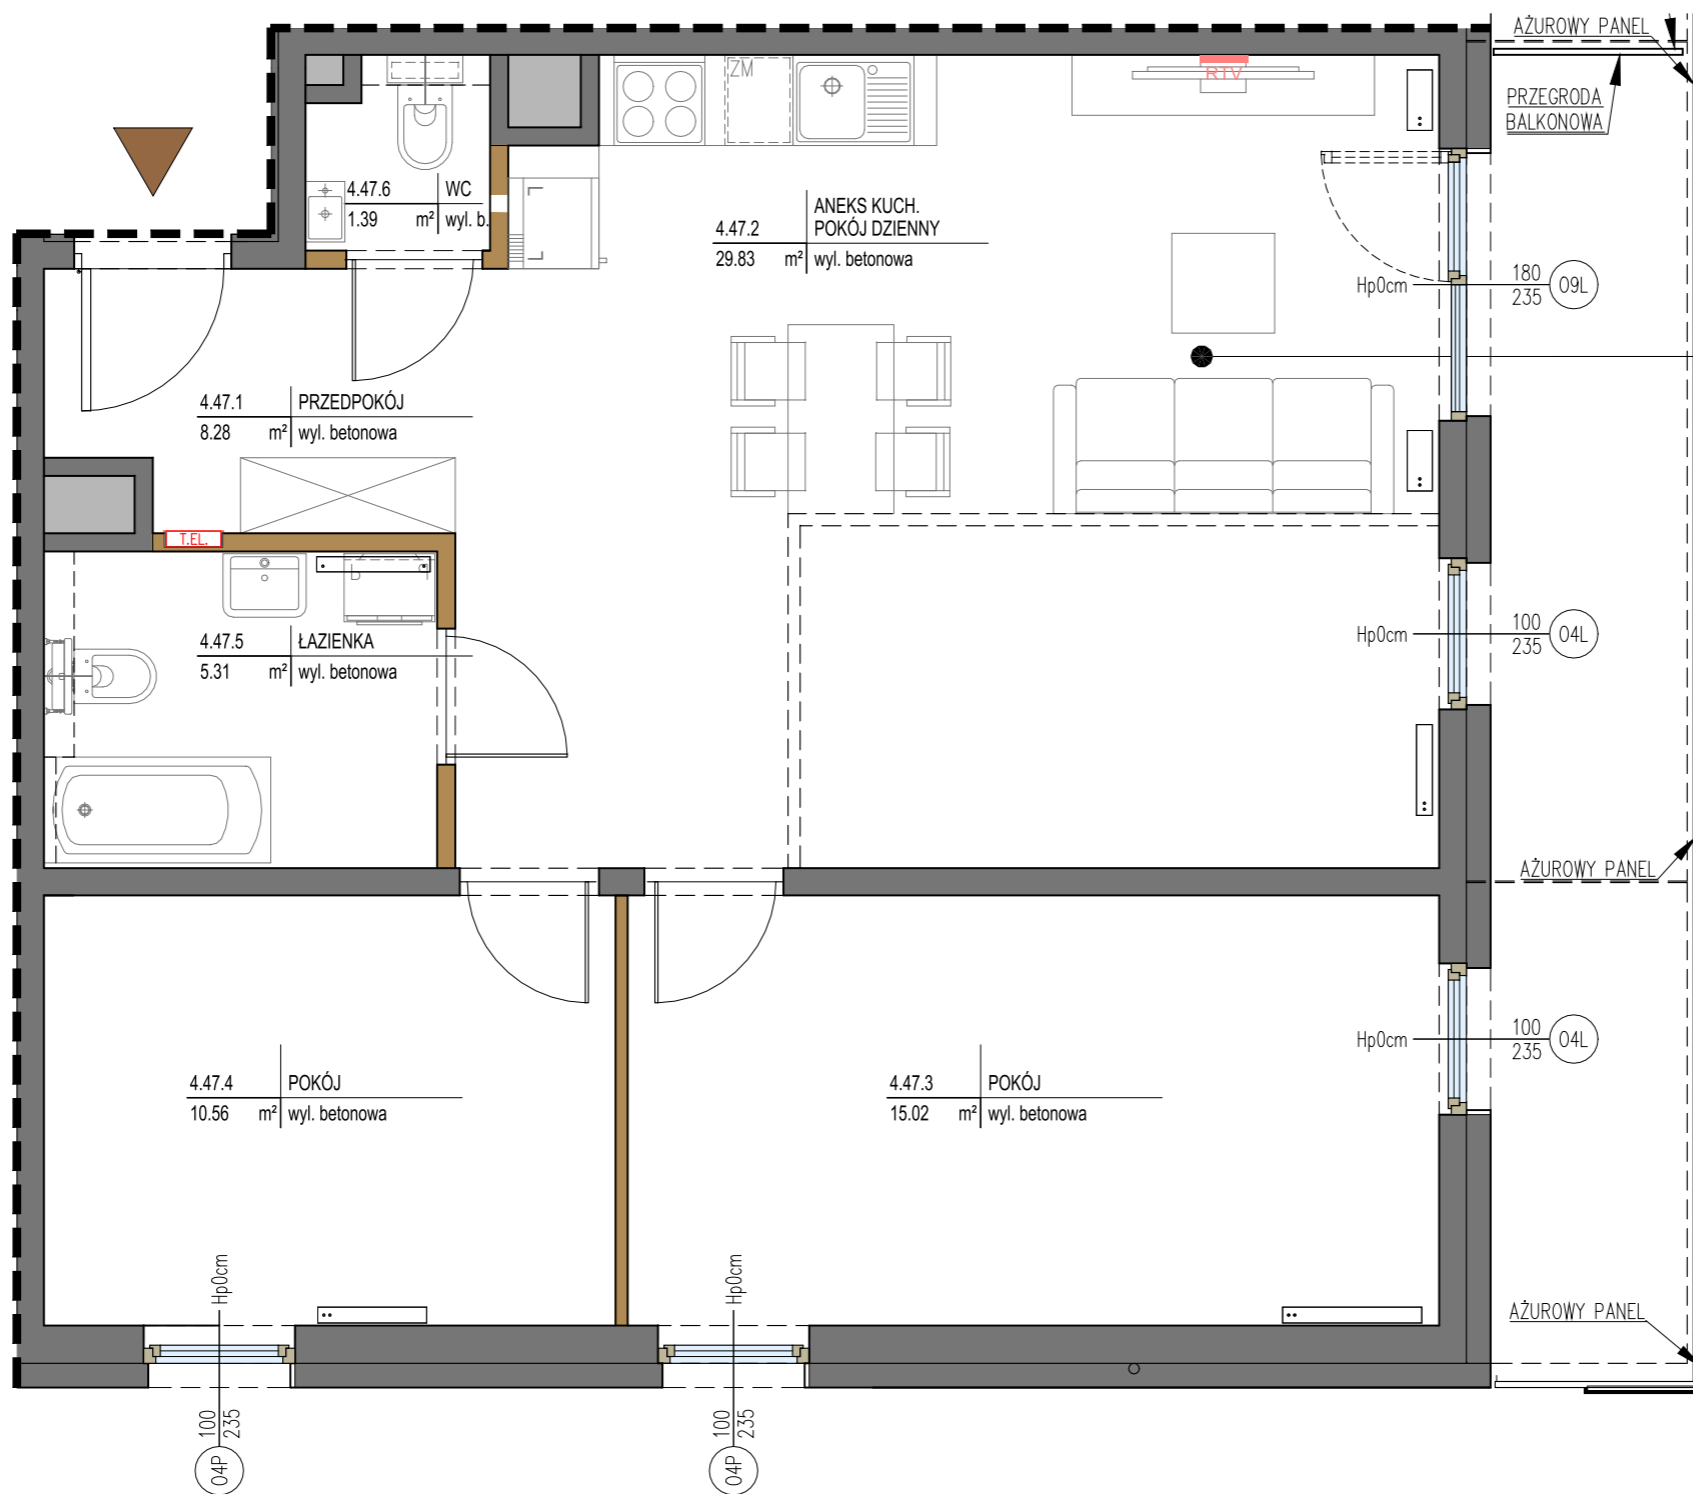 AŻUROWY PANEL
PRZEGRODA
BALKONOWA
ZM
RTV
4.47.6 WC
1.39 m² wyl. b.
4.47.2 ANEKS KUCH.
POKÓJ DZIENNY
29.83 m² wyl. betonowa
Hp0cm 180
235 09L
4.47.1 PRZEDPOKÓJ
8.28 m² wyl. betonowa
T.EL.
4.47.5 ŁAZIENKA
5.31 m² wyl. betonowa
Hp0cm 100
235 04L
AŻUROWY PANEL
Hp0cm 100
235 04L
4.47.4 POKÓJ
10.56 m² wyl. betonowa
4.47.3 POKÓJ
15.02 m² wyl. betonowa
AŻUROWY PANEL
Hp0cm
100
235
04P
Hp0cm
100
235
04P